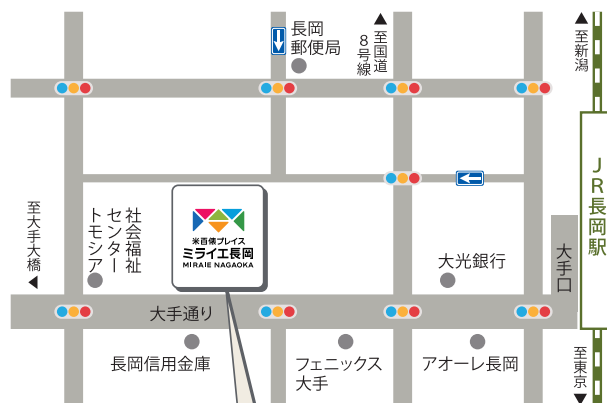 長岡
郵便局
至国道
8号線
至新潟
JR長岡駅
至大手大橋
社会福祉
センター
トモシア
米百俵プレイス
ミライエ長岡
MIRAIE NAGAOKA
大光銀行
大手口
大手通り
長岡信用金庫
フェニックス
大手
アオーレ長岡
至東京